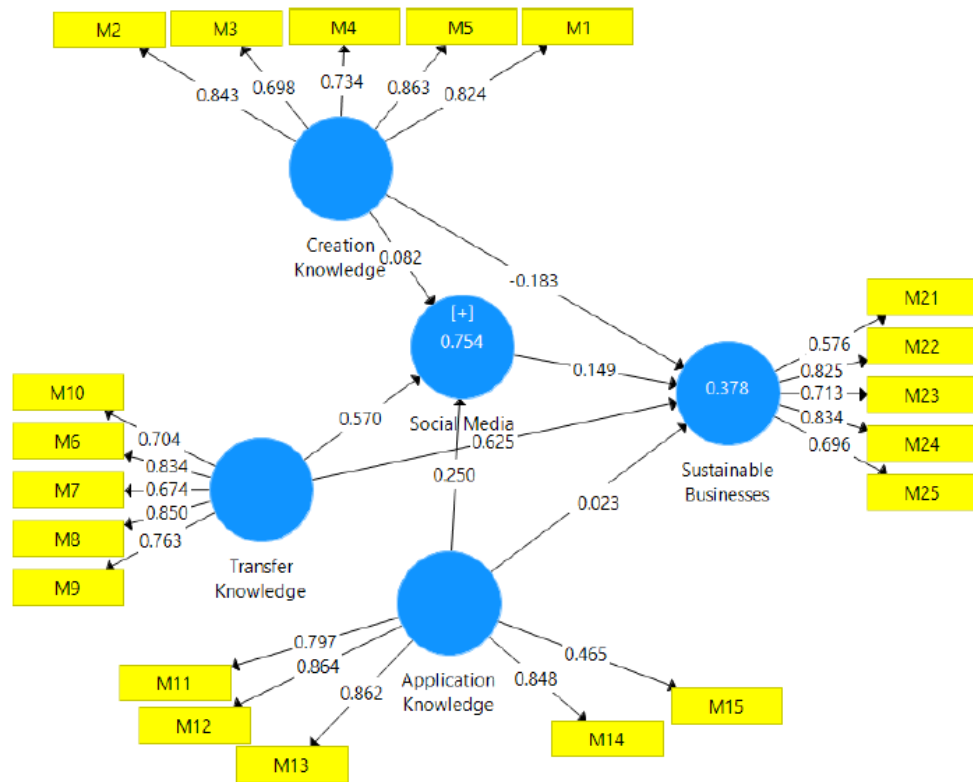 M2
M3
M4
M5
M1
0.843
0.698
0.734
0.863
0.824
Creation
Knowledge
0.082
-0.183
[+]
0.754
Social Media
0.149
0.378
Sustainable
Businesses
M21
M22
M23
M24
M25
0.576
0.825
0.713
0.834
0.696
M10
M6
M7
M8
M9
0.704
0.834
0.674
0.850
0.763
Transfer
Knowledge
0.570
0.625
0.250
0.023
Application
Knowledge
0.797
0.864
0.862
0.848
0.465
M11
M12
M13
M14
M15